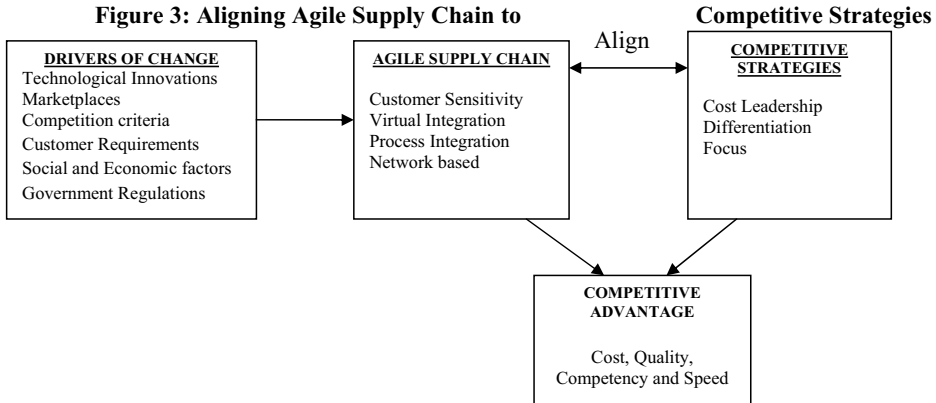 Figure 3: Aligning Agile Supply Chain to Competitive Strategies
DRIVERS OF CHANGE
Technological Innovations
Marketplaces
Competition criteria
Customer Requirements
Social and Economic factors
Government Regulations
AGILE SUPPLY CHAIN
Customer Sensitivity
Virtual Integration
Process Integration
Network based
Align
COMPETITIVE
STRATEGIES
Cost Leadership
Differentiation
Focus
COMPETITIVE
ADVANTAGE
Cost, Quality,
Competency and Speed